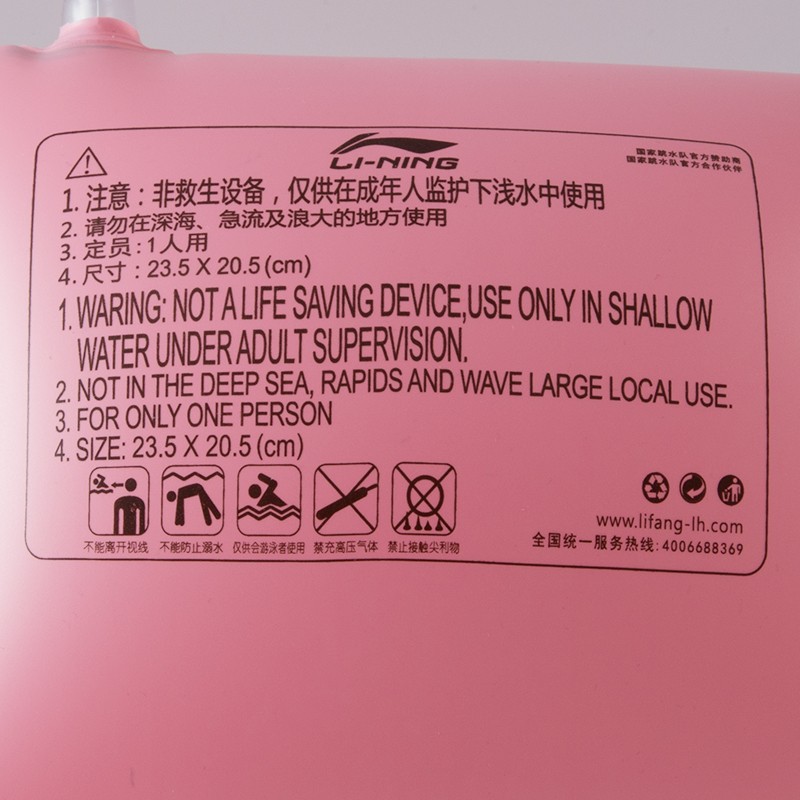 LI-NING
国家跳水队官方赞助商
国家跳水队官方合作伙伴
1. 注意：非救生设备，仅供在成年人监护下浅水中使用
2. 请勿在深海、急流及浪大的地方使用
3. 定员:1人用
4. 尺寸：23.5 X 20.5 (cm)
1. WARING: NOT A LIFE SAVING DEVICE,USE ONLY IN SHALLOW
WATER UNDER ADULT SUPERVISION.
2. NOT IN THE DEEP SEA, RAPIDS AND WAVE LARGE LOCAL USE.
3. FOR ONLY ONE PERSON
4. SIZE: 23.5 X 20.5 (cm)
不能离开视线 不能防止溺水 仅供会游泳者使用 禁充高压气体 禁止接触尖利物
www.lifang-lh.com
全国统一服务热线: 4006688369